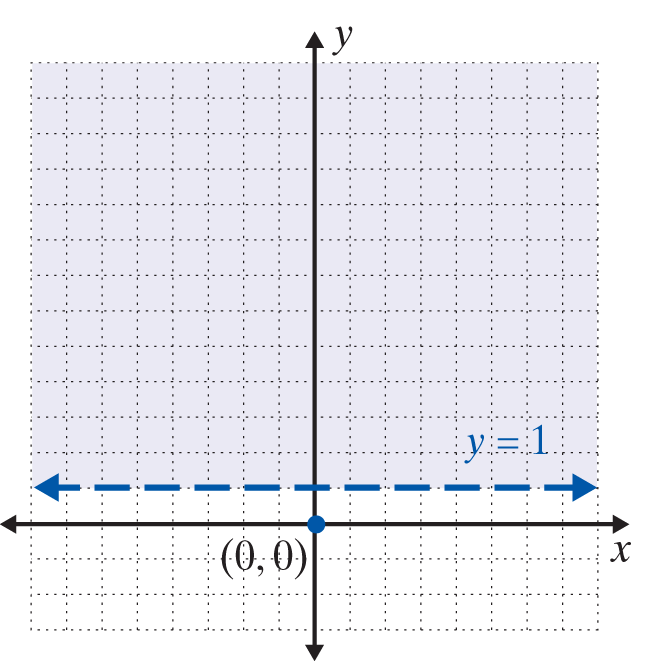 y
y = 1
(0, 0)
x